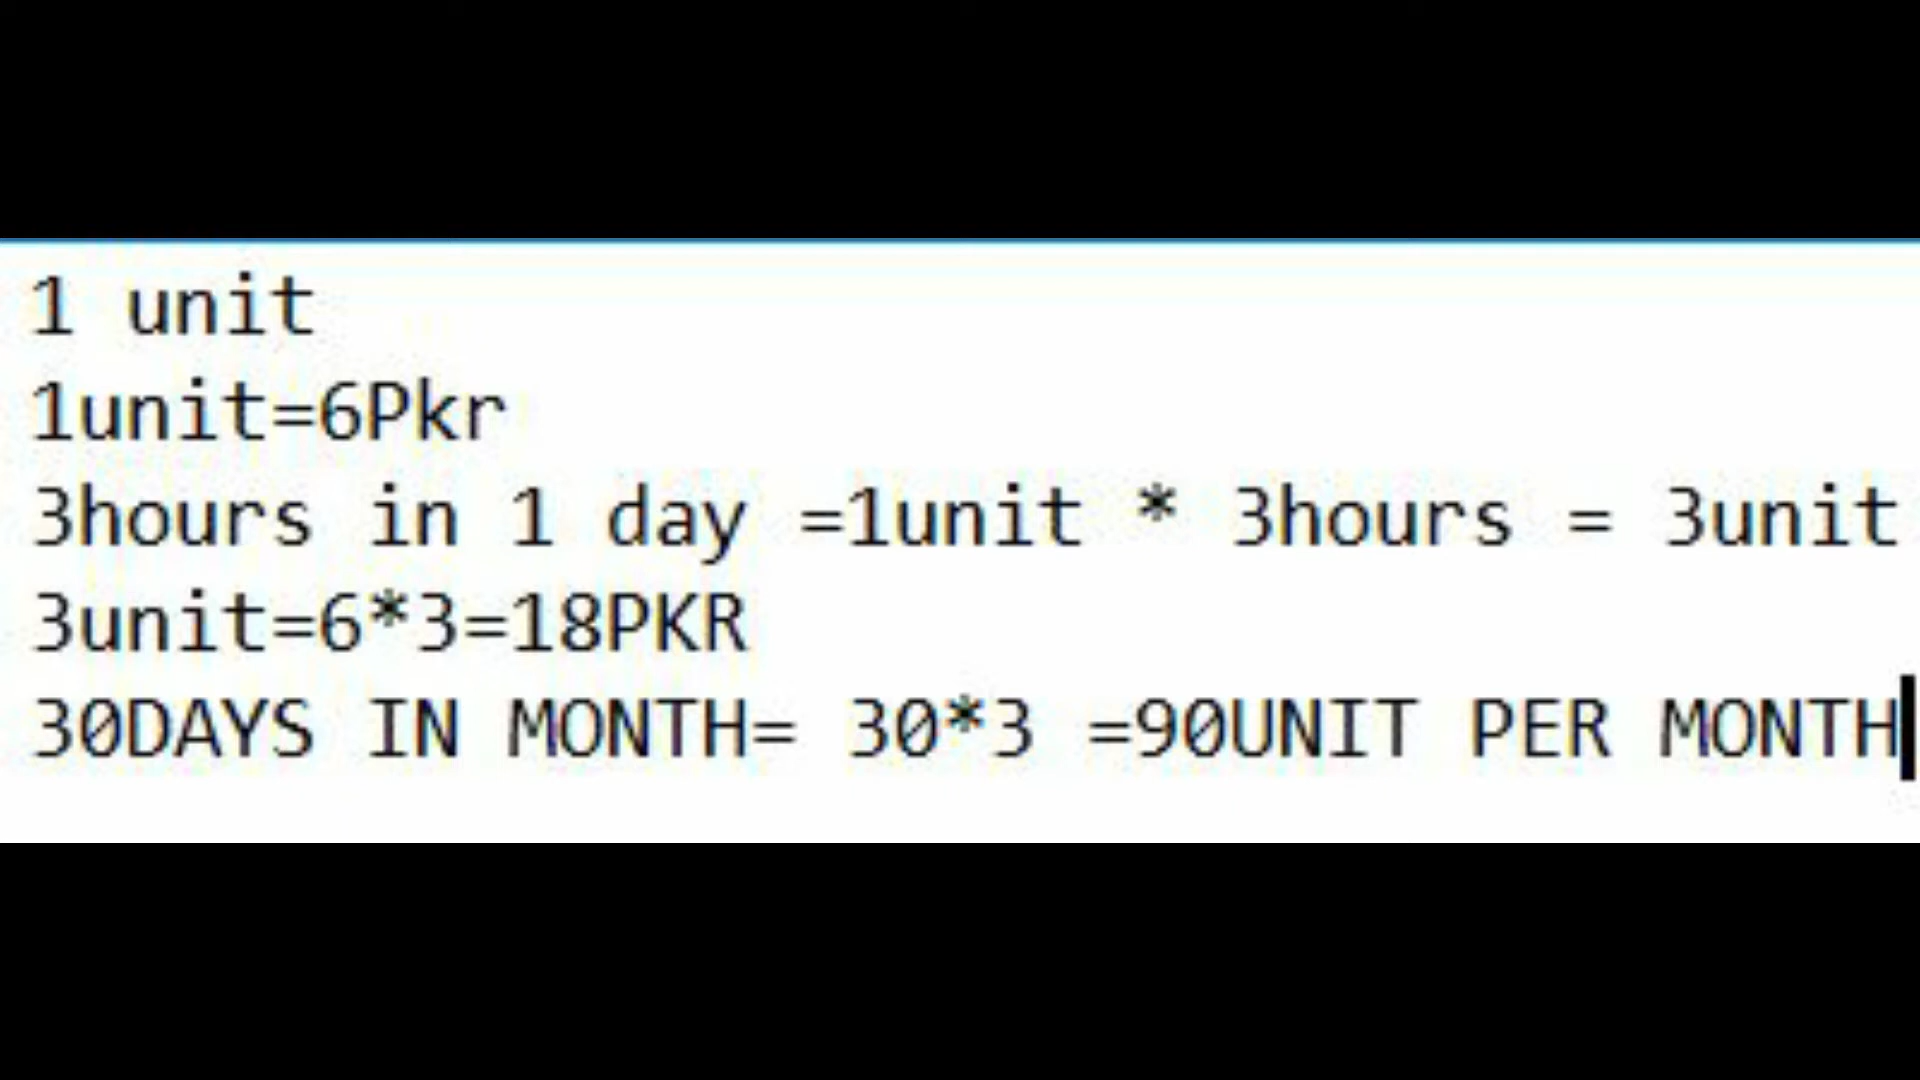 1 unit
1unit=6Pkr
3hours in 1 day =1unit * 3hours = 3unit
3unit=6*3=18PKR
30DAYS IN MONTH= 30*3 =90UNIT PER MONTH